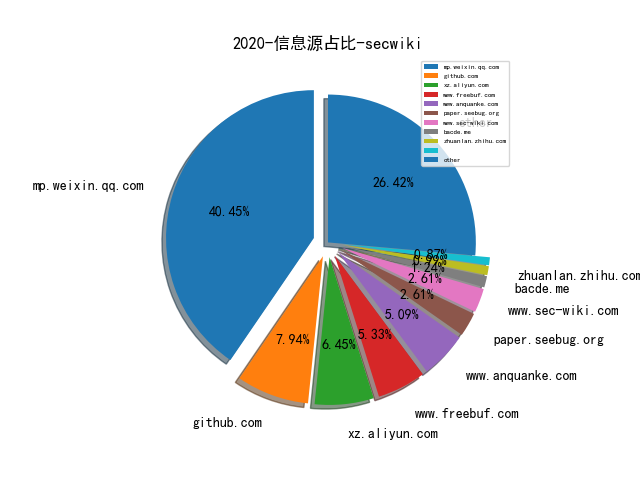 2020-信息源占比-secwiki
mp.weixin.qq.com
github.com
xz.aliyun.com
www.freebuf.com
www.anquanke.com
paper.seebug.org
www.sec-wiki.com
bacde.me
zhuanlan.zhihu.com
other
other
26.42%
40.45%
mp.weixin.qq.com
0.87%
0.99%
1.24%
2.61%
2.61%
5.09%
5.33%
6.45%
7.94%
zhuanlan.zhihu.com
bacde.me
www.sec-wiki.com
paper.seebug.org
www.anquanke.com
www.freebuf.com
github.com
xz.aliyun.com